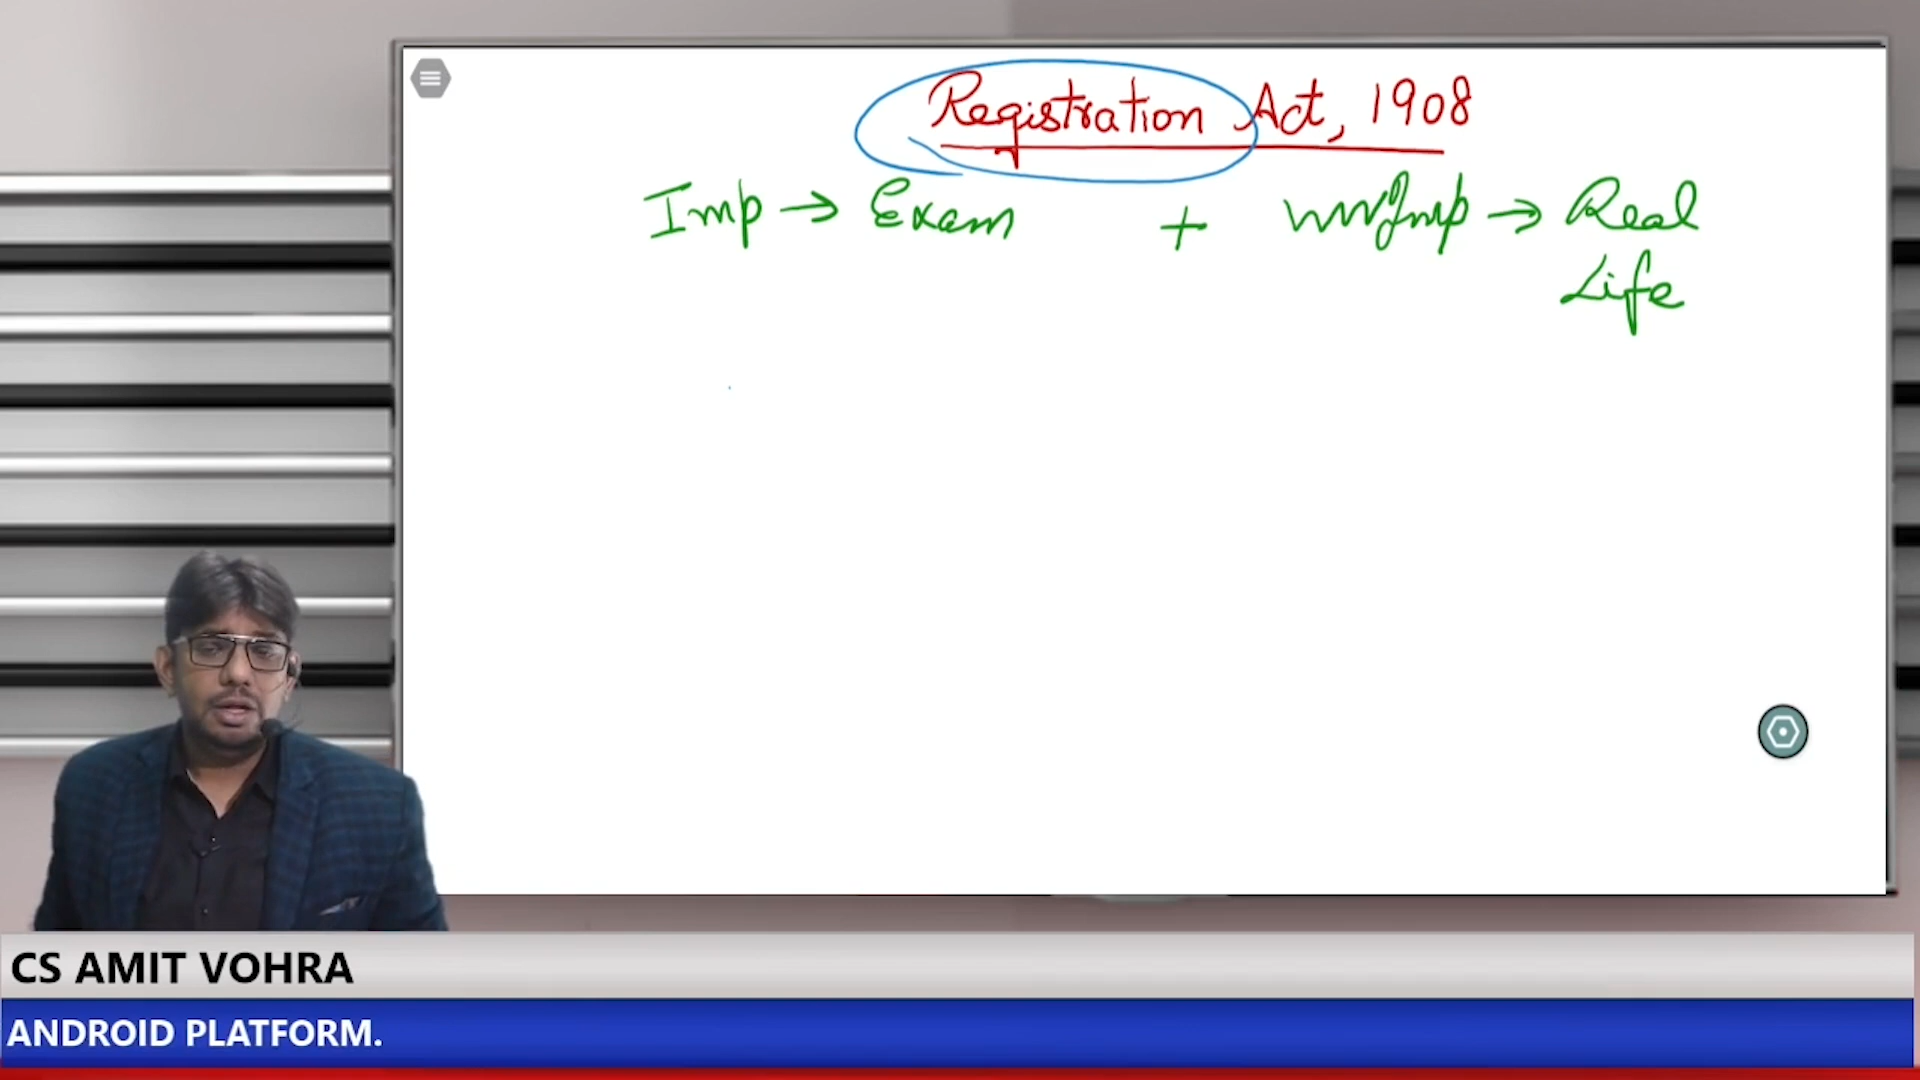 Registration Act, 1908
Imp → Exam + VVVImp → Real
Life
CS AMIT VOHRA
ANDROID PLATFORM.